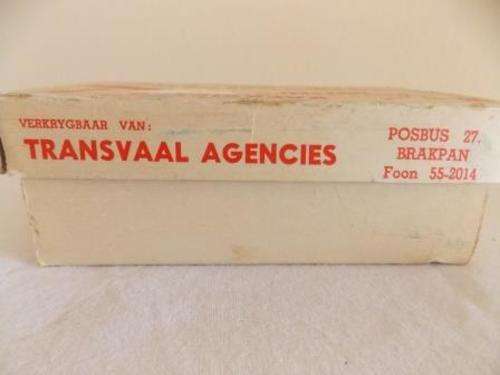 VERKRYGBAAR VAN:
TRANSVAAL AGENCIES
POSBUS 27,
BRAKPAN
Foon 55-2014